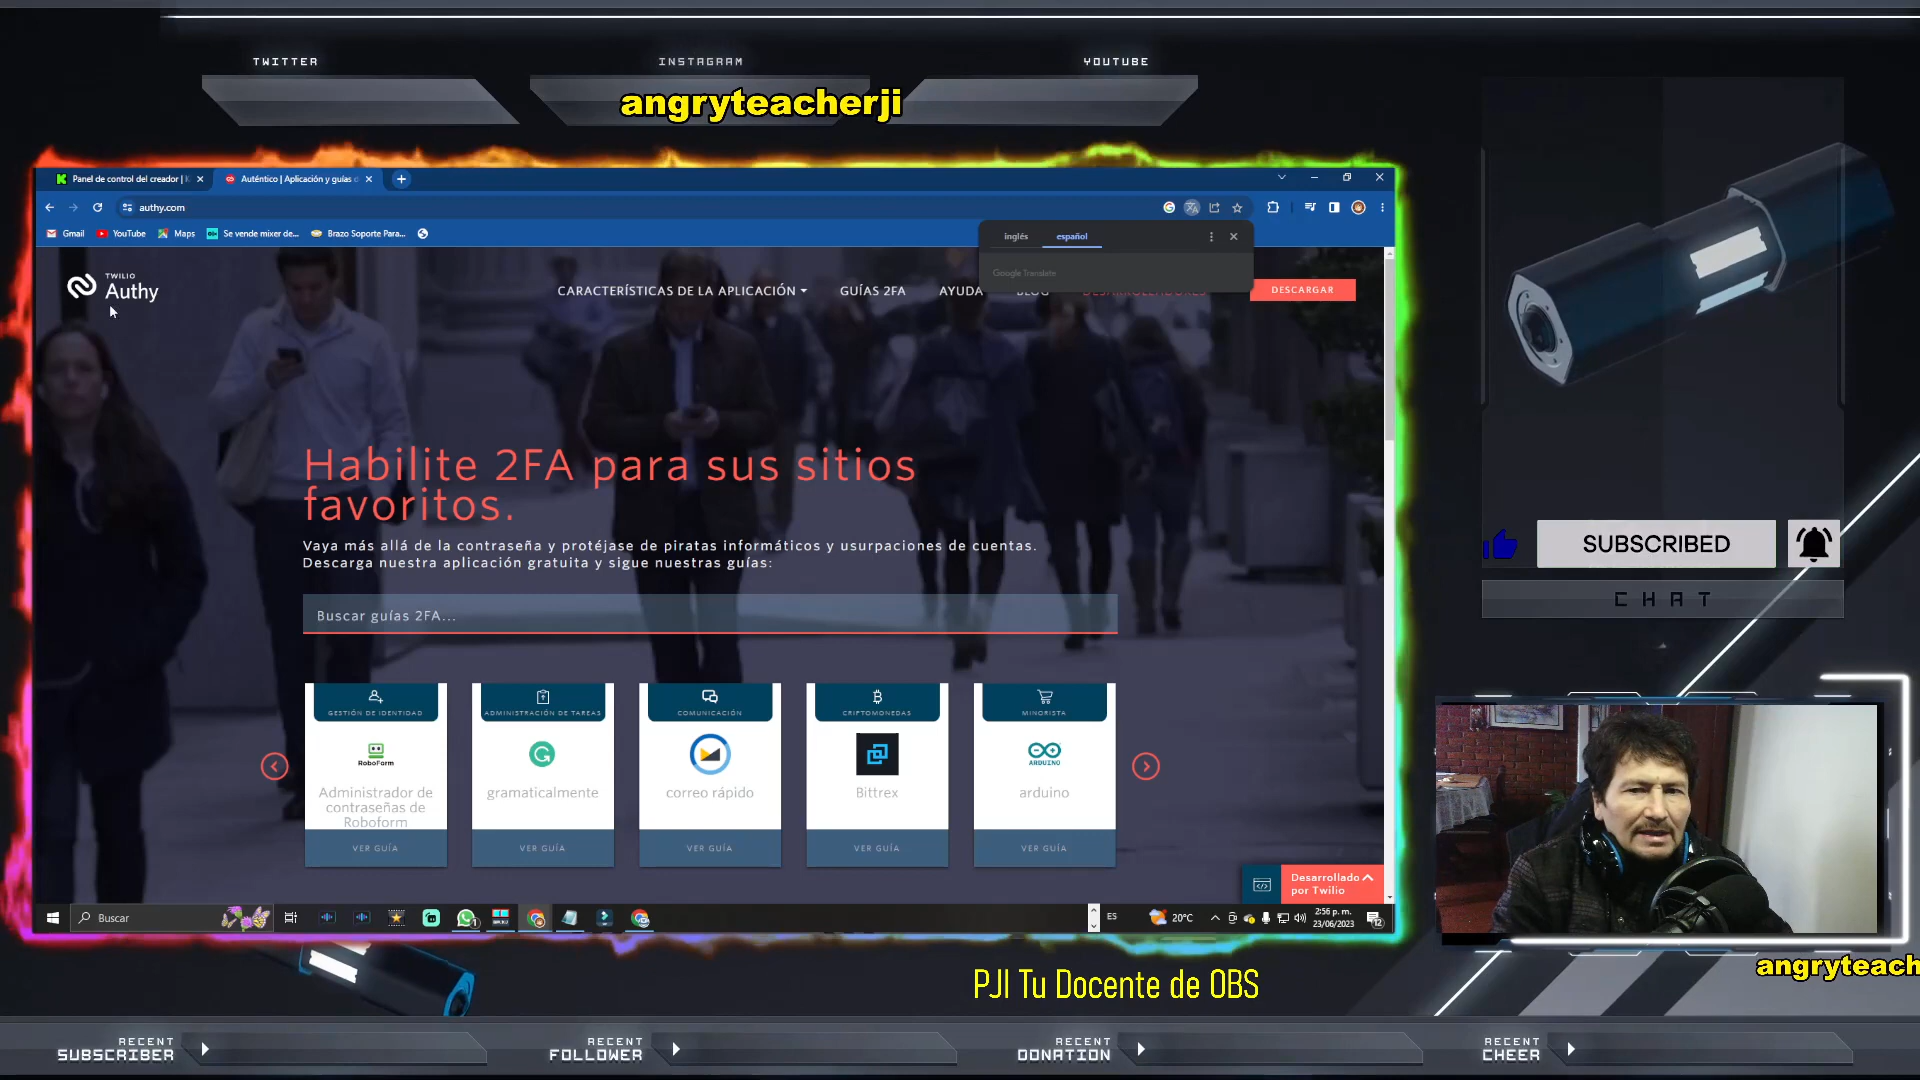 TWITTER
INSTAGRAM
YOUTUBE
angryteacherji
Panel de control del creador |
Auténtico | Aplicación y guías
authy.com
Gmail
YouTube
Maps
Se vende mixer de...
Brazo Soporte Para...
inglés
español
Google Translate
TWILIO
Authy
CARACTERÍSTICAS DE LA APLICACIÓN
GUÍAS 2FA
AYUDA
BLOG
DESARROLLADORES
DESCARGAR
Habilite 2FA para sus sitios
favoritos.
Vaya más allá de la contraseña y protéjase de piratas informáticos y usurpaciones de cuentas.
Descarga nuestra aplicación gratuita y sigue nuestras guías:
Buscar guías 2FA...
GESTIÓN DE IDENTIDAD
ADMINISTRACIÓN DE TAREAS
COMUNICACIÓN
CRIPTOMONEDAS
MINORISTA
RoboForm
ARDUINO
Administrador de
contraseñas de
Roboform
gramaticalmente
correo rápido
Bittrex
arduino
VER GUÍA
VER GUÍA
VER GUÍA
VER GUÍA
VER GUÍA
Desarrollado
por Twilio
Buscar
ES
20°C
2:56 p. m.
23/06/2023
12
SUBSCRIBED
CHAT
angryteach
PJI Tu Docente de OBS
RECENT
SUBSCRIBER
RECENT
FOLLOWER
RECENT
DONATION
RECENT
CHEER